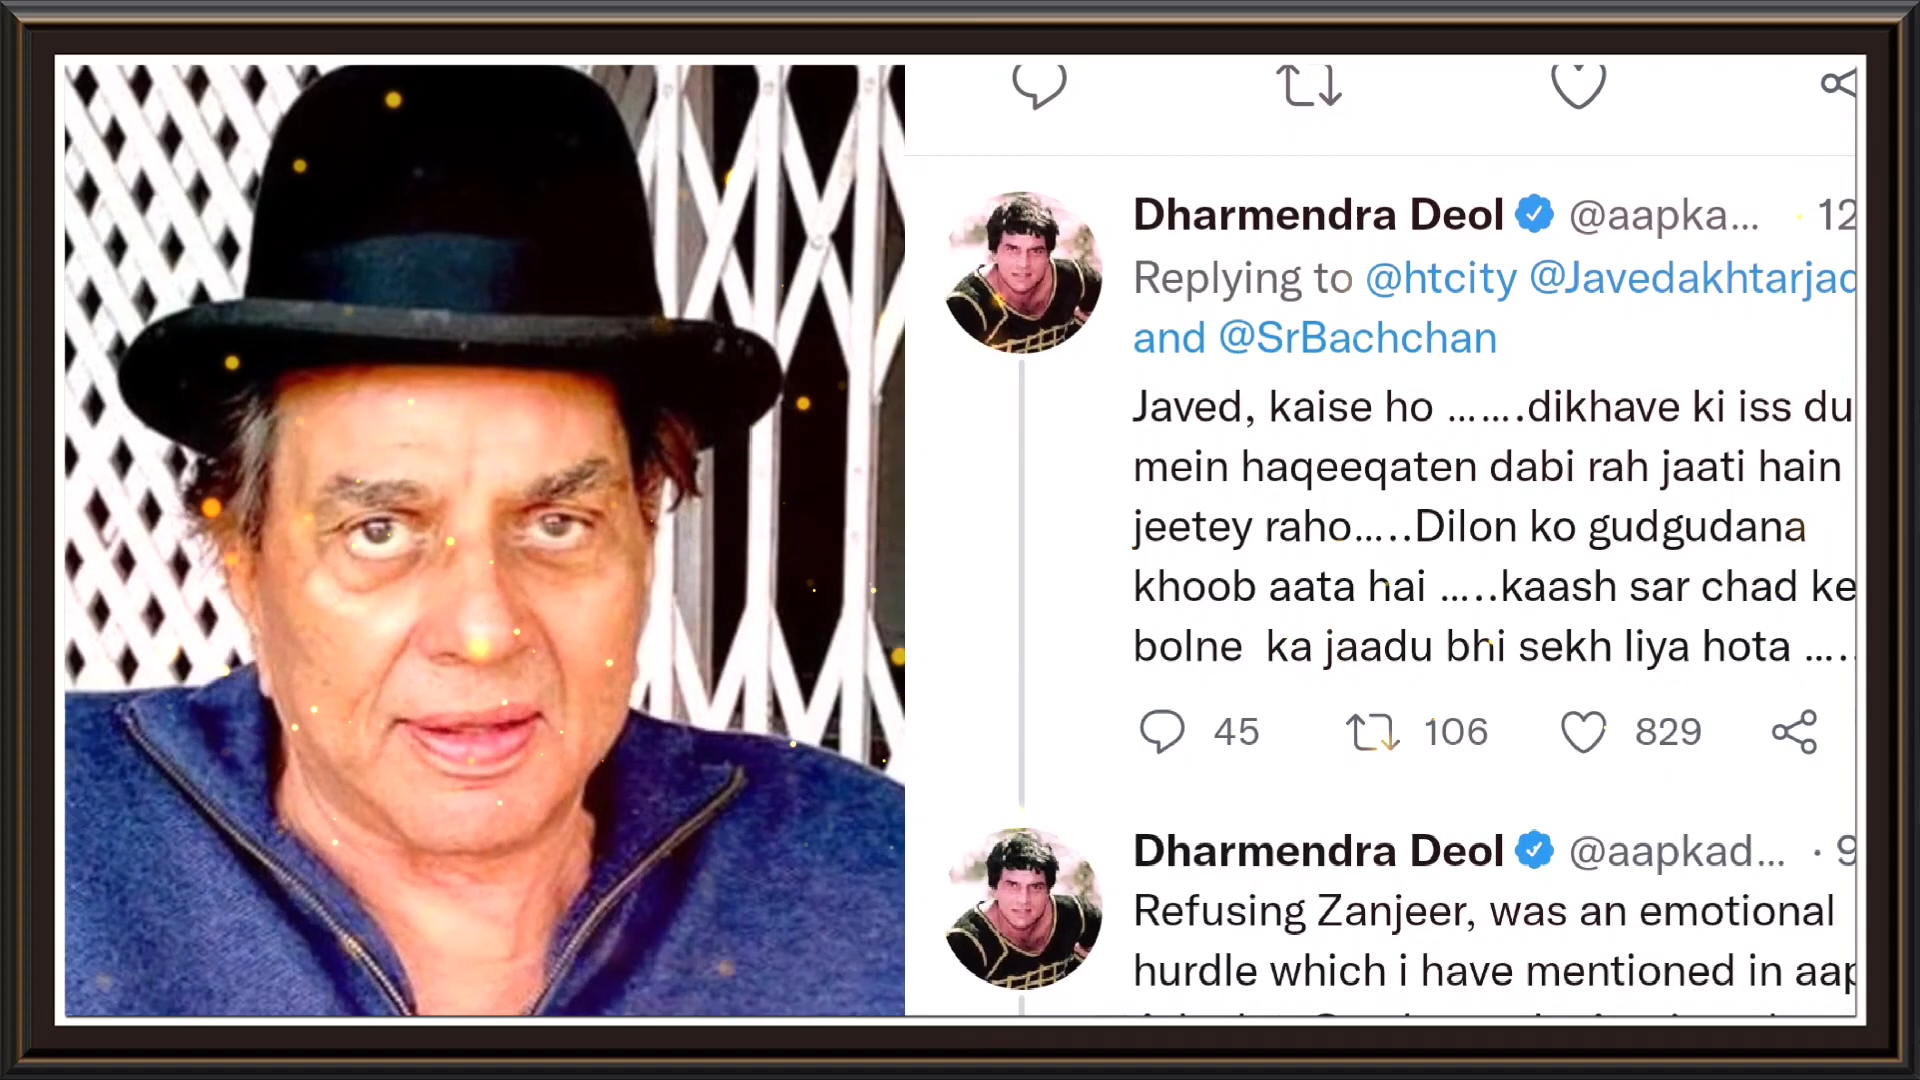 Dharmendra Deol @aapka... · 12
Replying to @htcity @Javedakhtarjad
and @SrBachchan
Javed, kaise ho …….dikhave ki iss du
mein haqeeqaten dabi rah jaati hain
jeetey raho…..Dilon ko gudgudana
khoob aata hai …..kaash sar chad ke
bolne ka jaadu bhi sekh liya hota …..
45 106 829
Dharmendra Deol @aapkad... · 9
Refusing Zanjeer, was an emotional
hurdle which i have mentioned in aap